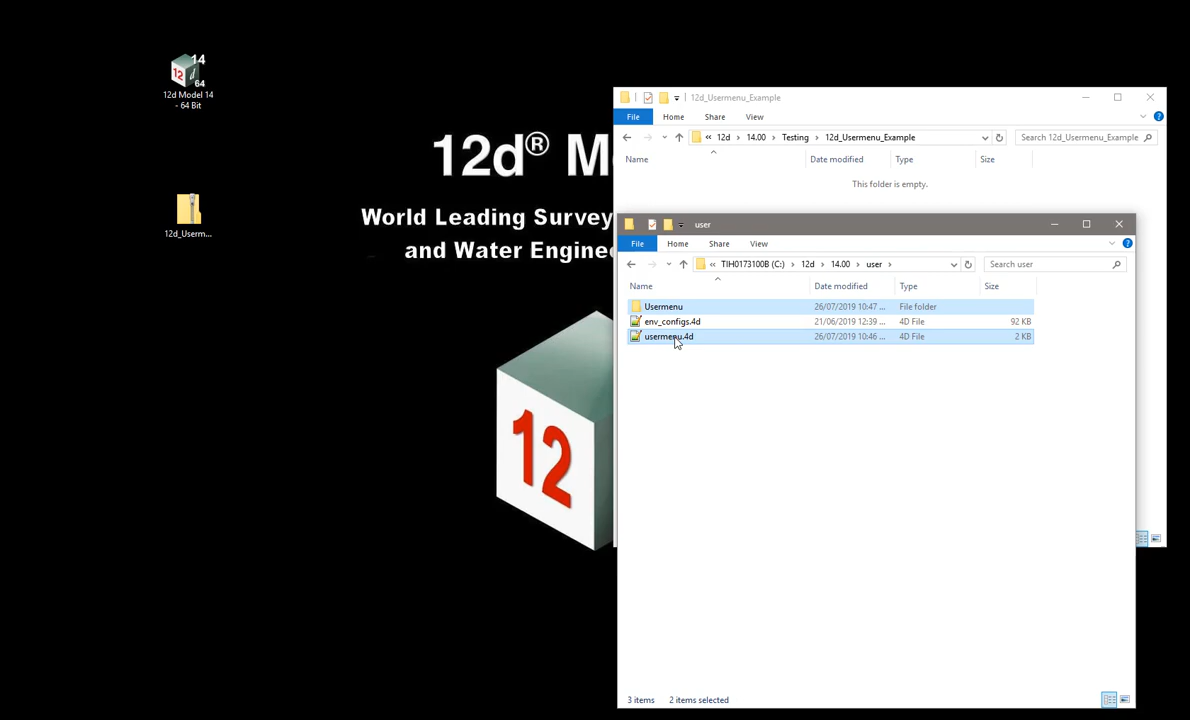 14
12
d
64
12d Model 14
- 64 Bit
12d_Userm...
12d® M
World Leading Survey
and Water Enginee
12
12d_Usermenu_Example
File Home Share View
« 12d › 14.00 › Testing › 12d_Usermenu_Example
Search 12d_Usermenu_Example
Name Date modified Type Size
This folder is empty.
user
File Home Share View
« TIH0173100B (C:) › 12d › 14.00 › user ›
Search user
Name Date modified Type Size
Usermenu 26/07/2019 10:47 ... File folder
env_configs.4d 21/06/2019 12:39 ... 4D File 92 KB
usermenu.4d 26/07/2019 10:46 ... 4D File 2 KB
3 items 2 items selected